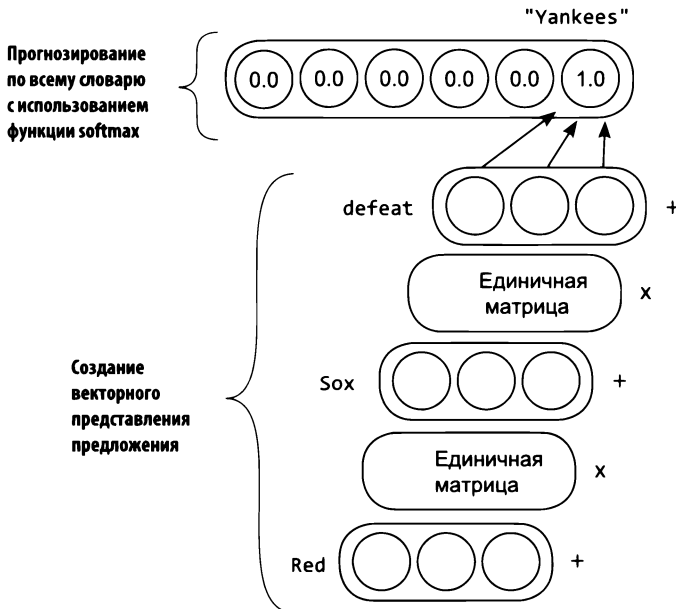 "Yankees"
Прогнозирование
по всему словарю
с использованием
функции softmax
0.0 0.0 0.0 0.0 0.0 1.0
defeat +
Единичная
матрица x
Создание
векторного
представления
предложения
Sox +
Единичная
матрица x
Red +